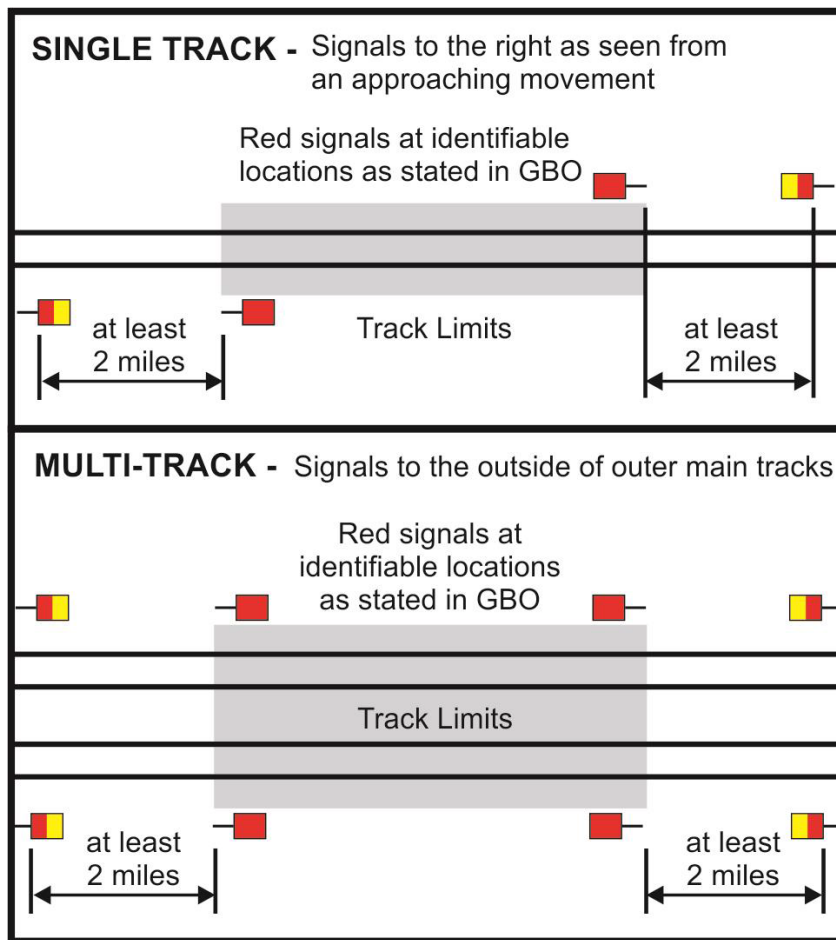 SINGLE TRACK - Signals to the right as seen from
an approaching movement
Red signals at identifiable
locations as stated in GBO
Track Limits
at least
2 miles
at least
2 miles
MULTI-TRACK - Signals to the outside of outer main tracks
Red signals at
identifiable locations
as stated in GBO
Track Limits
at least
2 miles
at least
2 miles